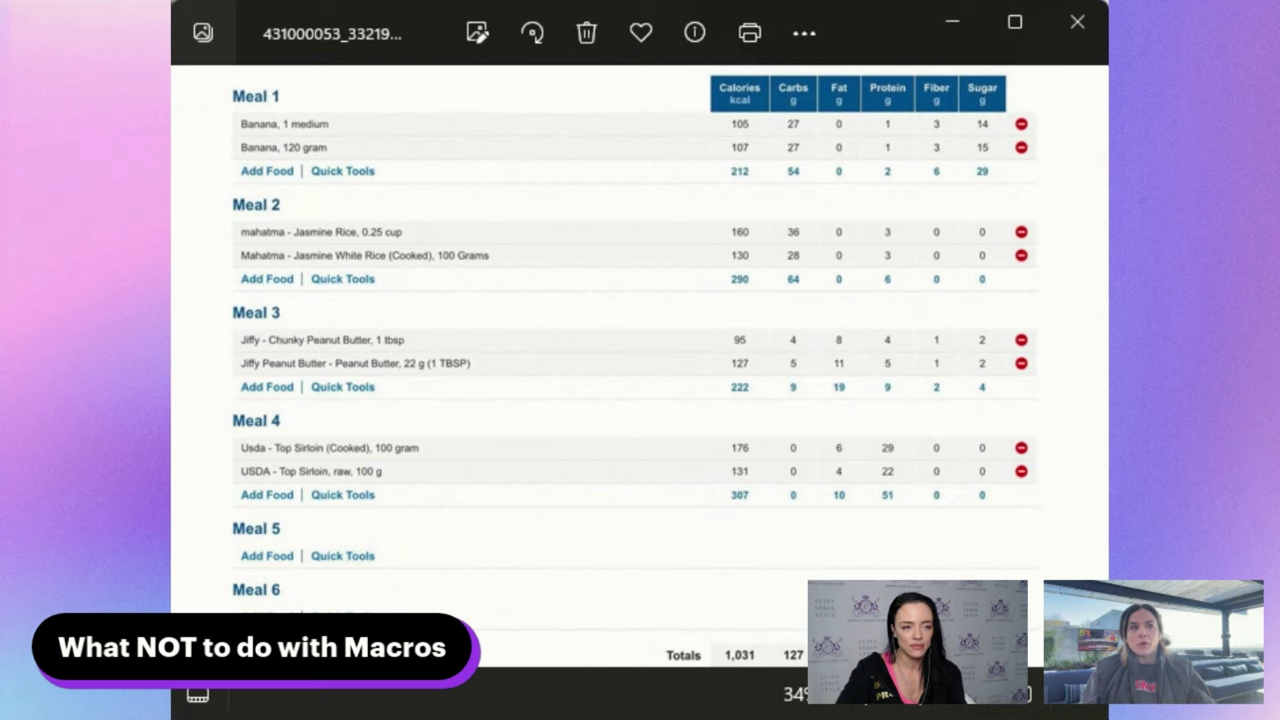 431000053_33219...
Calories Carbs Fat Protein Fiber Sugar
kcal g g g g g
Meal 1
Banana, 1 medium 105 27 0 1 3 14
Banana, 120 gram 107 27 0 1 3 15
Add Food | Quick Tools 212 54 0 2 6 29
Meal 2
mahatma - Jasmine Rice, 0.25 cup 160 36 0 3 0 0
Mahatma - Jasmine White Rice (Cooked), 100 Grams 130 28 0 3 0 0
Add Food | Quick Tools 290 64 0 6 0 0
Meal 3
Jiffy - Chunky Peanut Butter, 1 tbsp 95 4 8 4 1 2
Jiffy Peanut Butter - Peanut Butter, 22 g (1 TBSP) 127 5 11 5 1 2
Add Food | Quick Tools 222 9 19 9 2 4
Meal 4
Usda - Top Sirloin (Cooked), 100 gram 176 0 6 29 0 0
USDA - Top Sirloin, raw, 100 g 131 0 4 22 0 0
Add Food | Quick Tools 307 0 10 51 0 0
Meal 5
Add Food | Quick Tools
Meal 6
What NOT to do with Macros
Totals 1,031 127
34%